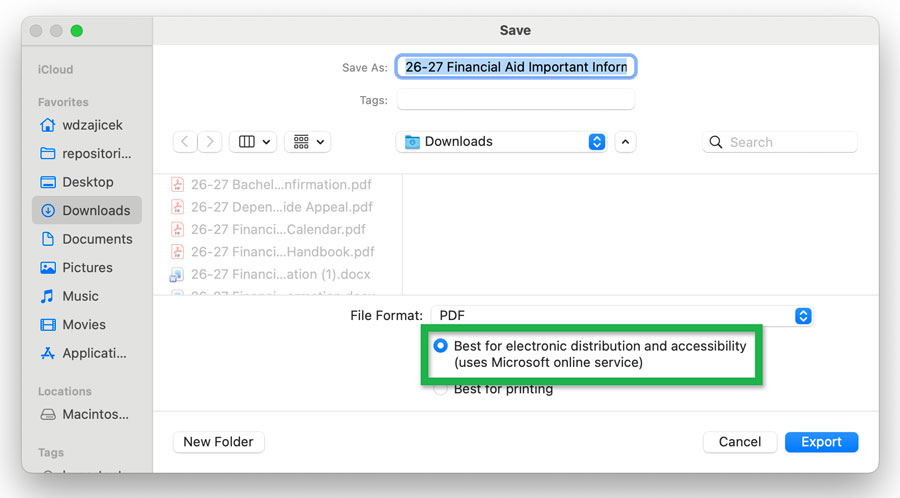 Save
iCloud
Favorites
wdzajicek
repositori...
Desktop
Downloads
Documents
Pictures
Music
Movies
Applicati...
Locations
Macintos...
Tags
Save As: 26-27 Financial Aid Important Inforn
Tags:
Downloads
Search
26-27 Bachel...nfirmation.pdf
26-27 Depen...ide Appeal.pdf
26-27 Financi...Calendar.pdf
26-27 Financi...Handbook.pdf
26-27 Financi...ation (1).docx
File Format: PDF
Best for electronic distribution and accessibility
(uses Microsoft online service)
Best for printing
New Folder
Cancel
Export